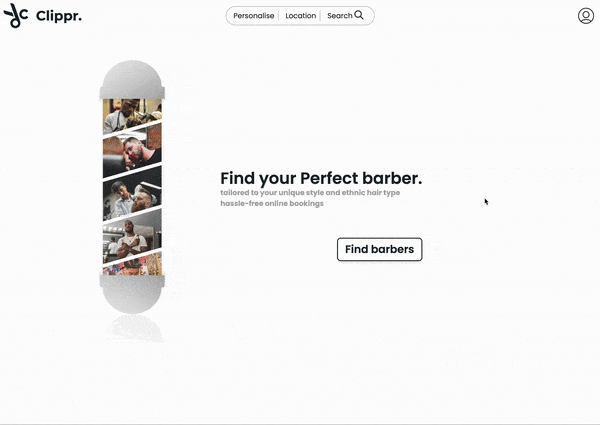 Clippr.
Personalise
Location
Search
Find your Perfect barber.
tailored to your unique style and ethnic hair type
hassle-free online bookings
Find barbers